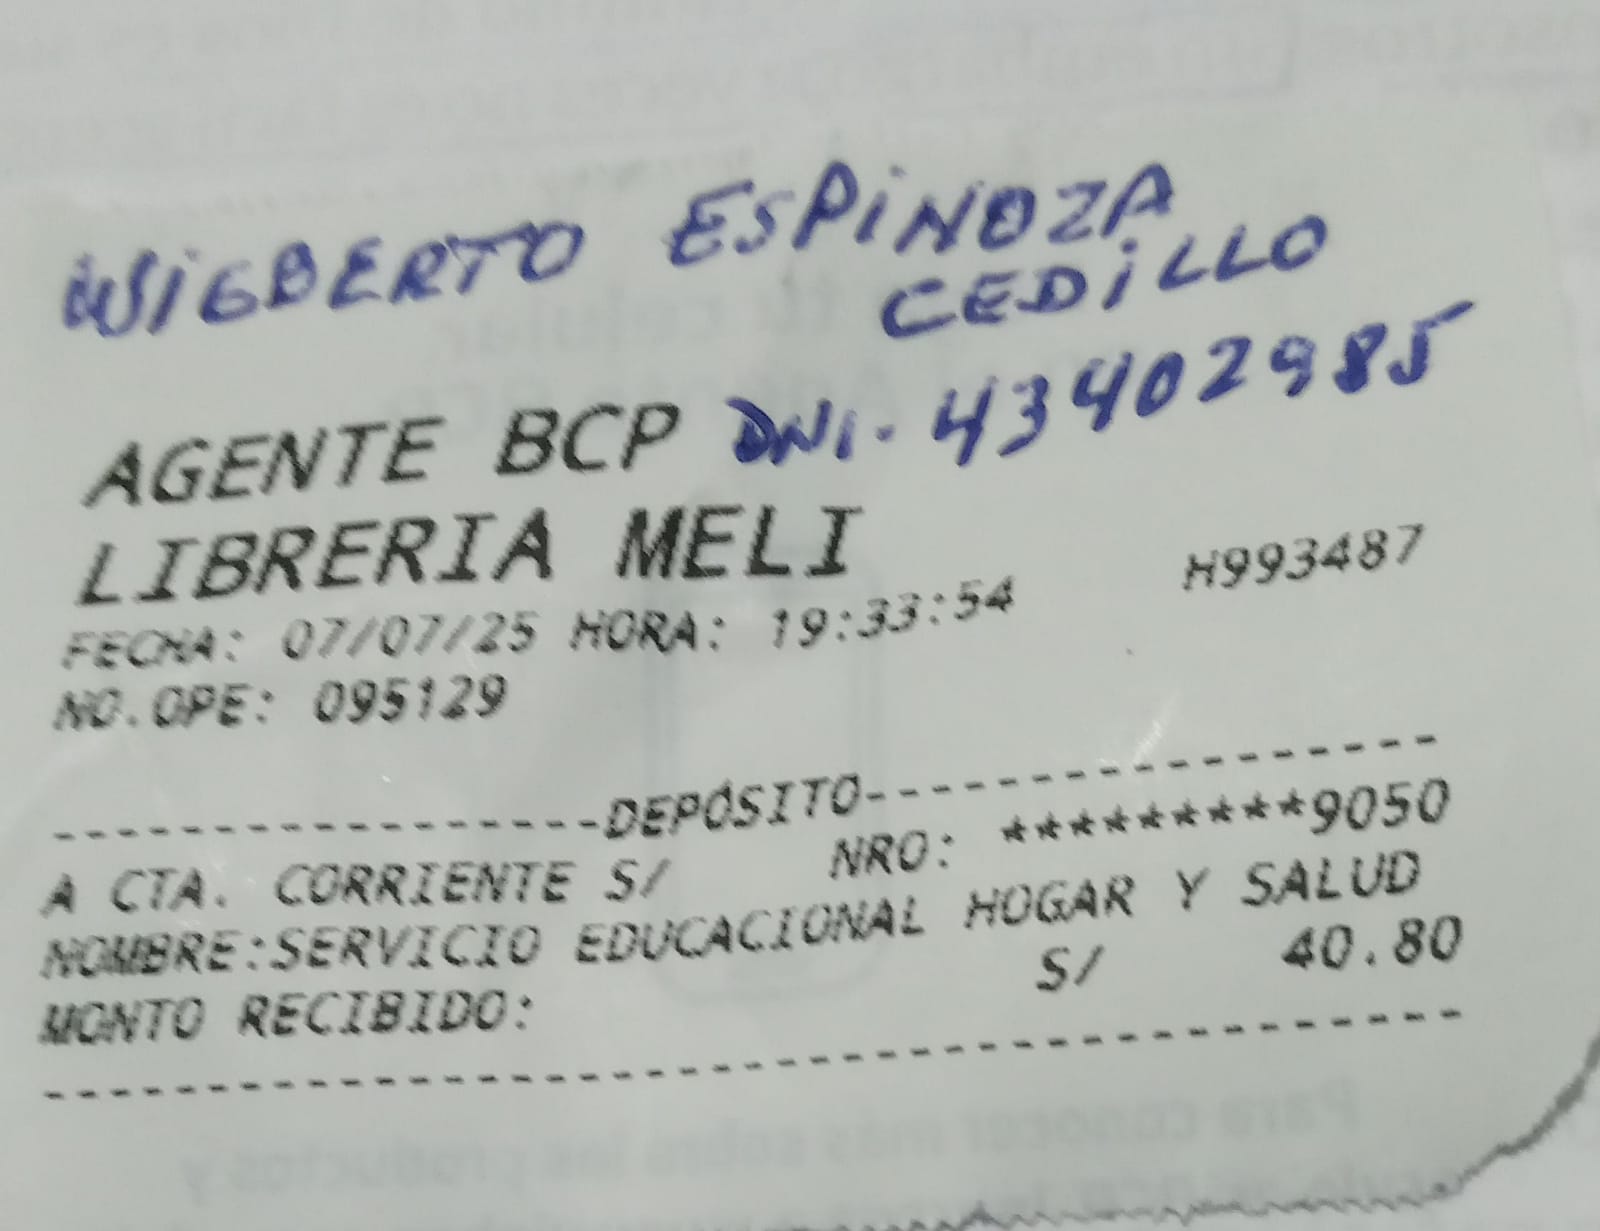 WIGBERTO ESPINOZA
CEDILLO
AGENTE BCP DNI. 43402985
LIBRERIA MELI
H993487
FECHA: 07/07/25 HORA: 19:33:54
NO.OPE: 095129
------------------DEPÓSITO------------------
A CTA. CORRIENTE S/ NRO: *********9050
NOMBRE:SERVICIO EDUCACIONAL HOGAR Y SALUD
MONTO RECIBIDO: S/ 40.80